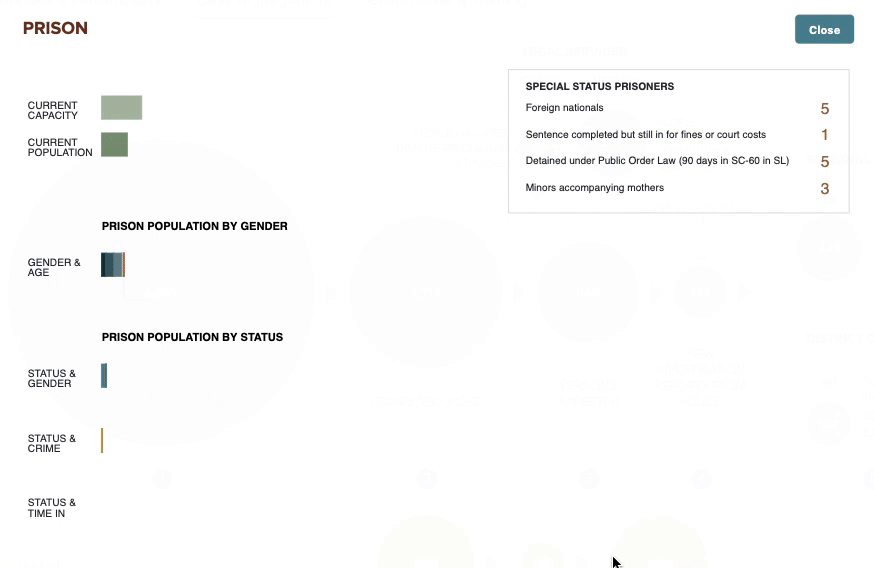 PRISON
Close
CURRENT
CAPACITY
CURRENT
POPULATION
SPECIAL STATUS PRISONERS
Foreign nationals 5
Sentence completed but still in for fines or court costs 1
Detained under Public Order Law (90 days in SC-60 in SL) 5
Minors accompanying mothers 3
PRISON POPULATION BY GENDER
GENDER &
AGE
PRISON POPULATION BY STATUS
STATUS &
GENDER
STATUS &
CRIME
STATUS &
TIME IN